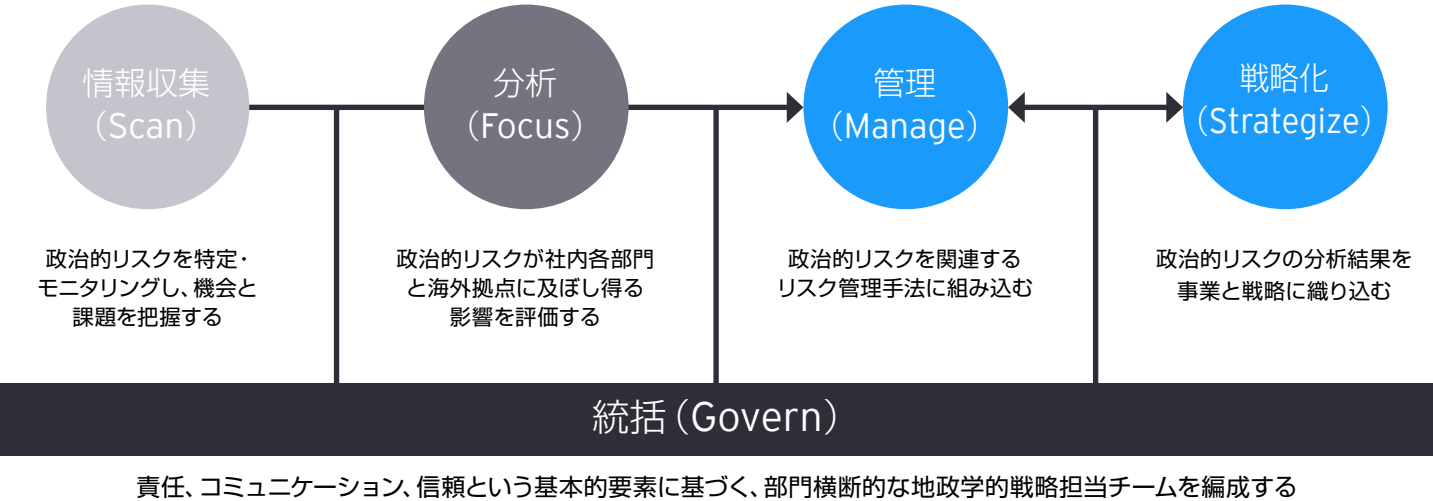 情報収集
（Scan）
分析
（Focus）
管理
（Manage）
戦略化
（Strategize）
政治的リスクを特定・
モニタリングし、機会と
課題を把握する
政治的リスクが社内各部門
と海外拠点に及ぼし得る
影響を評価する
政治的リスクを関連する
リスク管理手法に組み込む
政治的リスクの分析結果を
事業と戦略に織り込む
統括（Govern）
責任、コミュニケーション、信頼という基本的要素に基づく、部門横断的な地政学的戦略担当チームを編成する